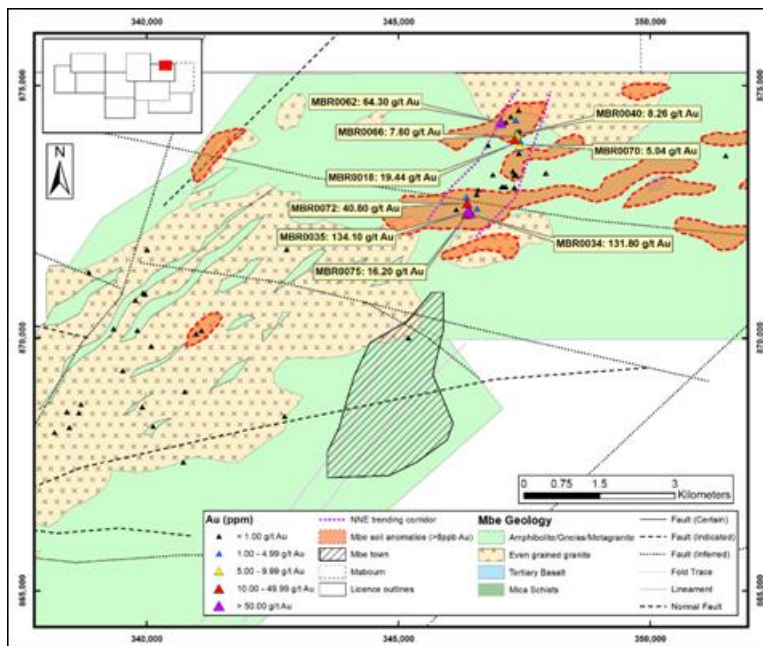 340,000 345,000 350,000
875,000 875,000
MBR0062: 64.30 g/t Au
MBR0040: 8.26 g/t Au
MBR0066: 7.60 g/t Au
MBR0070: 5.04 g/t Au
N
MBR0018: 19.44 g/t Au
MBR0072: 40.80 g/t Au
MBR0035: 134.10 g/t Au
MBR0034: 131.80 g/t Au
MBR0075: 16.20 g/t Au
870,000 870,000
0 0.75 1.5 3
Kilometers
Au (ppm)
< 1.00 g/t Au
1.00 - 4.99 g/t Au
5.00 - 9.99 g/t Au
10.00 - 49.99 g/t Au
> 50.00 g/t Au
NNE trending corridor
Mbe soil anomalies (>8ppb Au)
Mbe town
Maboum
Licence outlines
Mbe Geology
Amphibolite/Gneiss/Metagranite
Even grained granite
Tertiary Basalt
Mica Schists
Fault (Certain)
Fault (Indicated)
Fault (Inferred)
Fold Trace
Lineament
Normal Fault
865,000 865,000
340,000 345,000 350,000